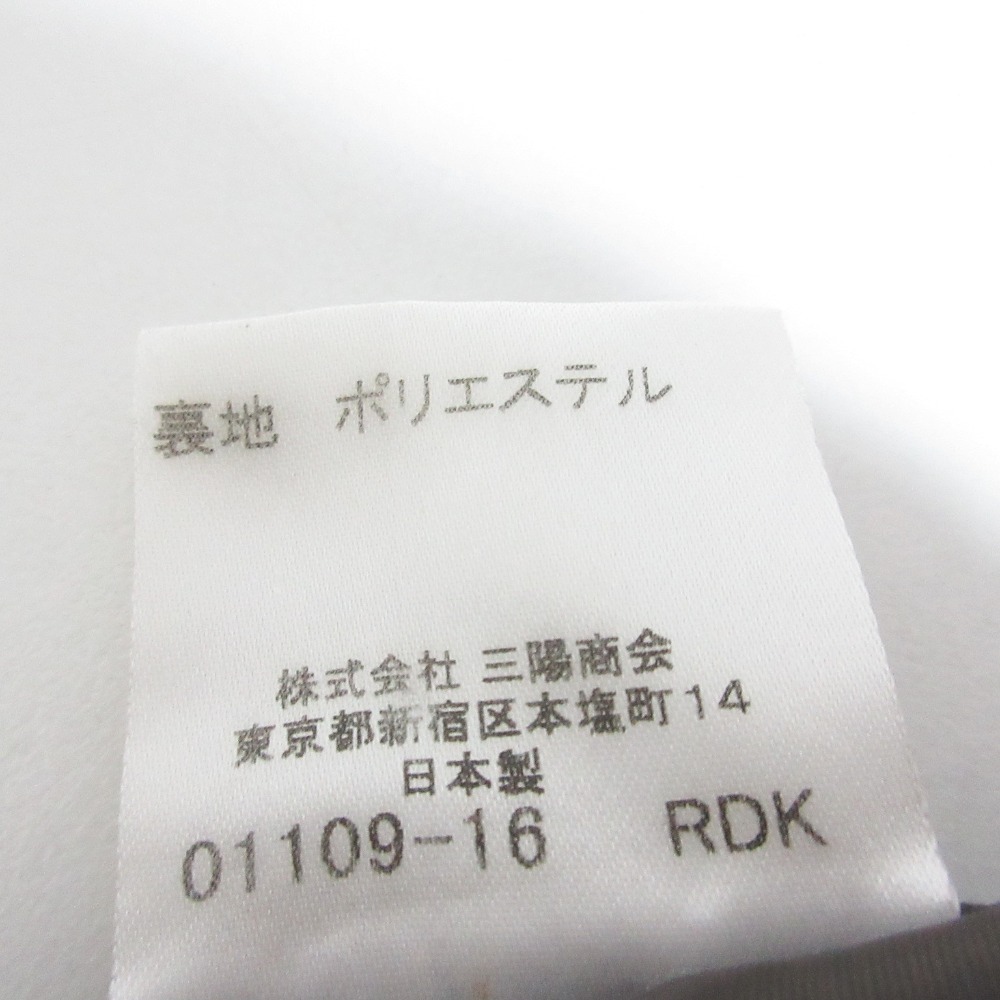 裏地 ポリエステル
株式会社 三陽商会
東京都新宿区本塩町14
日本製
01109-16 RDK